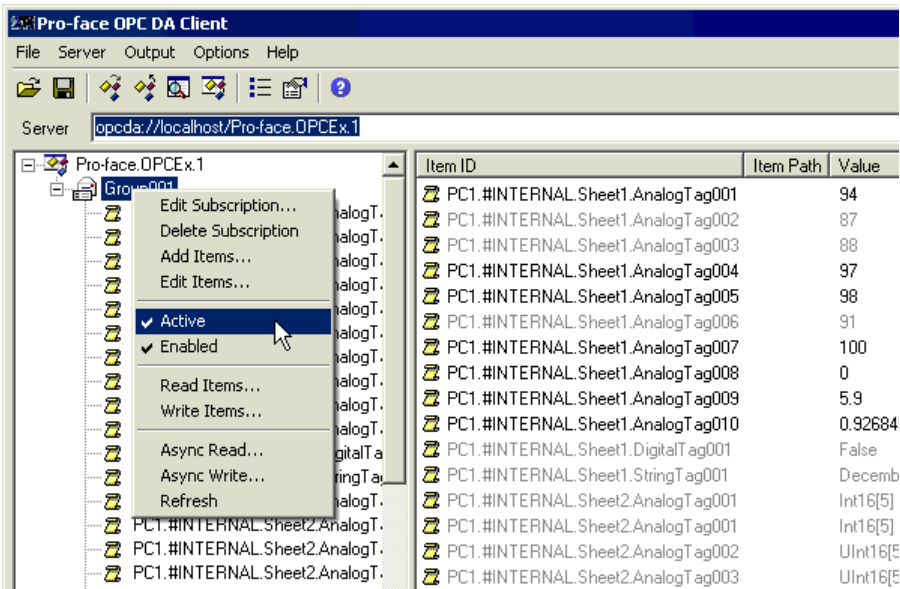 Pro-face OPC DA Client
File Server Output Options Help
Server opcda://localhost/Pro-face.OPCEx.1
Pro-face.OPCEx.1
Group001
Edit Subscription...
Delete Subscription
Add Items...
Edit Items...
Active
Enabled
Read Items...
Write Items...
Async Read...
Async Write...
Refresh
PC1.#INTERNAL.Sheet2.AnalogT
PC1.#INTERNAL.Sheet2.AnalogT
PC1.#INTERNAL.Sheet2.AnalogT
Item ID Item Path Value
PC1.#INTERNAL.Sheet1.AnalogTag001 94
PC1.#INTERNAL.Sheet1.AnalogTag002 87
PC1.#INTERNAL.Sheet1.AnalogTag003 88
PC1.#INTERNAL.Sheet1.AnalogTag004 97
PC1.#INTERNAL.Sheet1.AnalogTag005 98
PC1.#INTERNAL.Sheet1.AnalogTag006 91
PC1.#INTERNAL.Sheet1.AnalogTag007 100
PC1.#INTERNAL.Sheet1.AnalogTag008 0
PC1.#INTERNAL.Sheet1.AnalogTag009 5.9
PC1.#INTERNAL.Sheet1.AnalogTag010 0.92684
PC1.#INTERNAL.Sheet1.DigitalTag001 False
PC1.#INTERNAL.Sheet1.StringTag001 Decemb
PC1.#INTERNAL.Sheet2.AnalogTag001 Int16[5]
PC1.#INTERNAL.Sheet2.AnalogTag001 Int16[5]
PC1.#INTERNAL.Sheet2.AnalogTag002 UInt16[5
PC1.#INTERNAL.Sheet2.AnalogTag003 UInt16[5